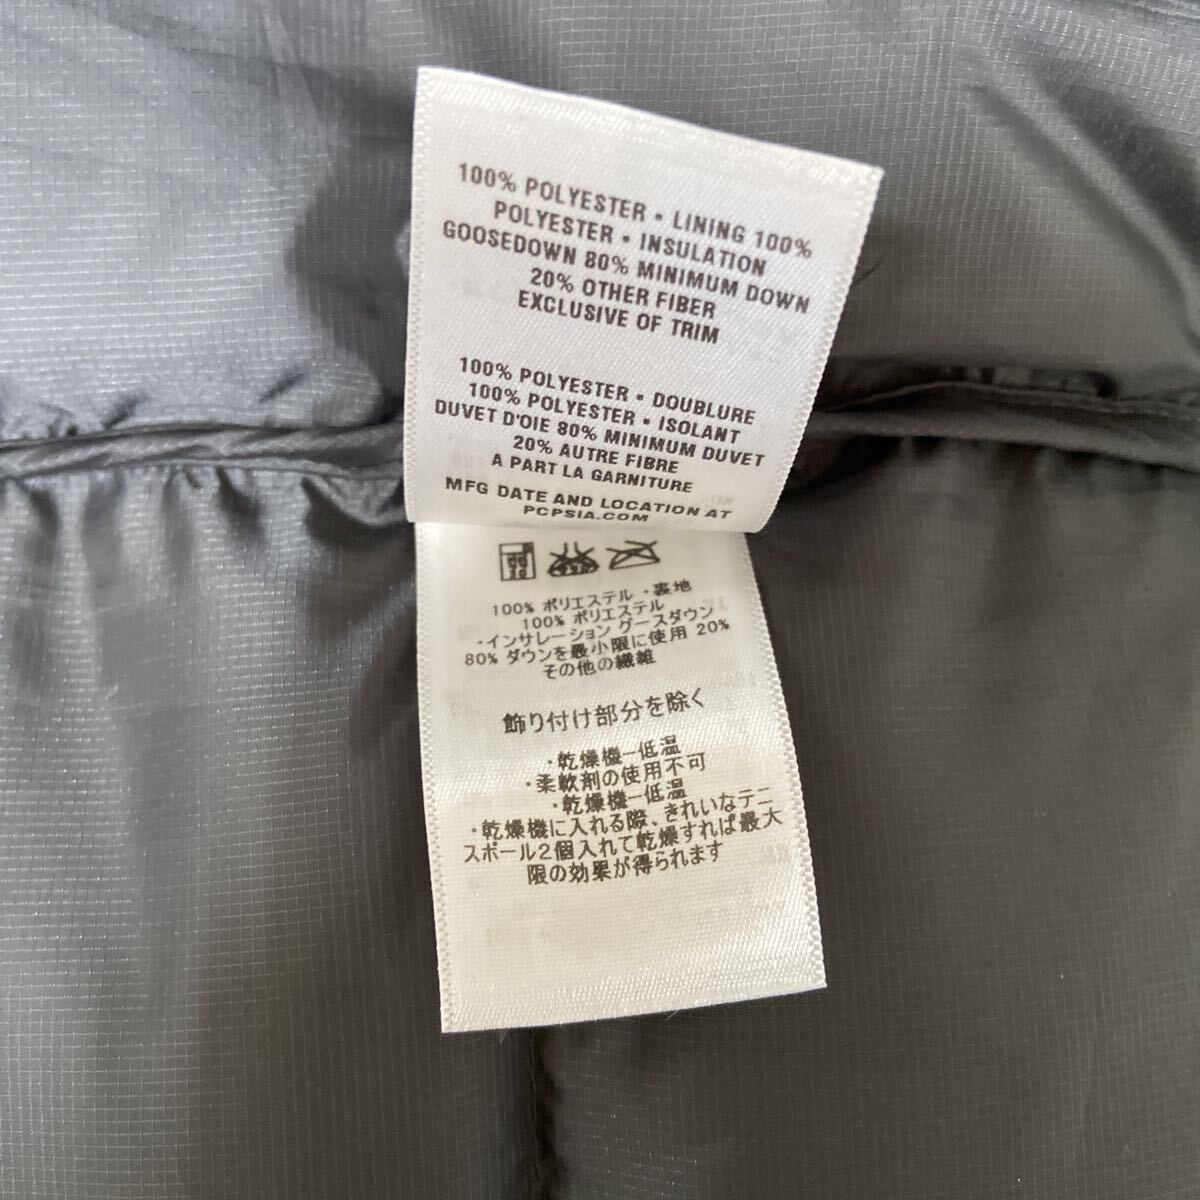 100% POLYESTER • LINING 100%
POLYESTER • INSULATION
GOOSEDOWN 80% MINIMUM DOWN
20% OTHER FIBER
EXCLUSIVE OF TRIM
100% POLYESTER • DOUBLURE
100% POLYESTER • ISOLANT
DUVET D'OIE 80% MINIMUM DUVET
20% AUTRE FIBRE
A PART LA GARNITURE
MFG DATE AND LOCATION AT
PCPSIA.COM
100% ポリエステル ・裏地
100% ポリエステル
・インサレーション グースダウン
80% ダウンを最小限に使用 20%
その他の繊維
飾り付け部分を除く
・乾燥機−低温
・柔軟剤の使用不可
・乾燥機−低温
・乾燥機に入れる際、きれいなテニ
スボール2個入れて乾燥すれば最大
限の効果が得られます